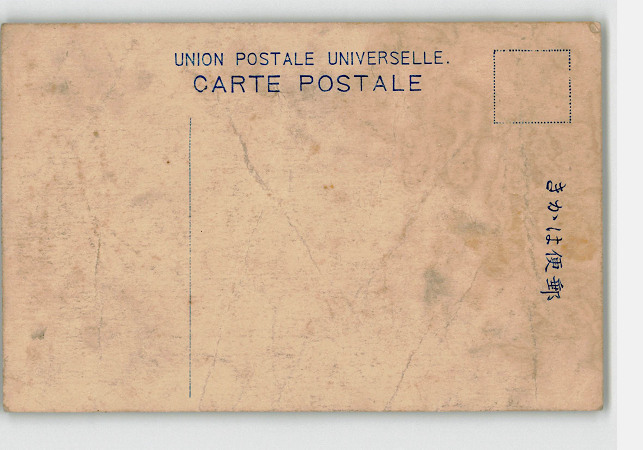 UNION POSTALE UNIVERSELLE.
CARTE POSTALE
きかは便郵